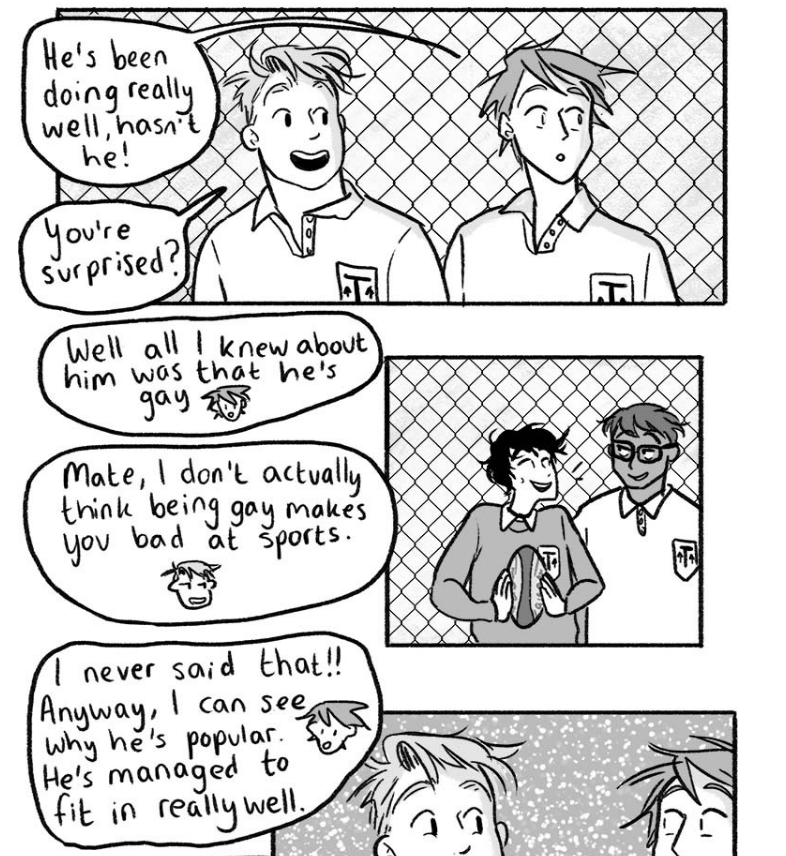 He's been
doing really
well, hasn't
he!
You're
surprised?
Well all I knew about
him was that he's
gay
Mate, I don't actually
think being gay makes
you bad at sports.
I never said that!!
Anyway, I can see
why he's popular.
He's managed to
fit in really well.
T
T
T
T